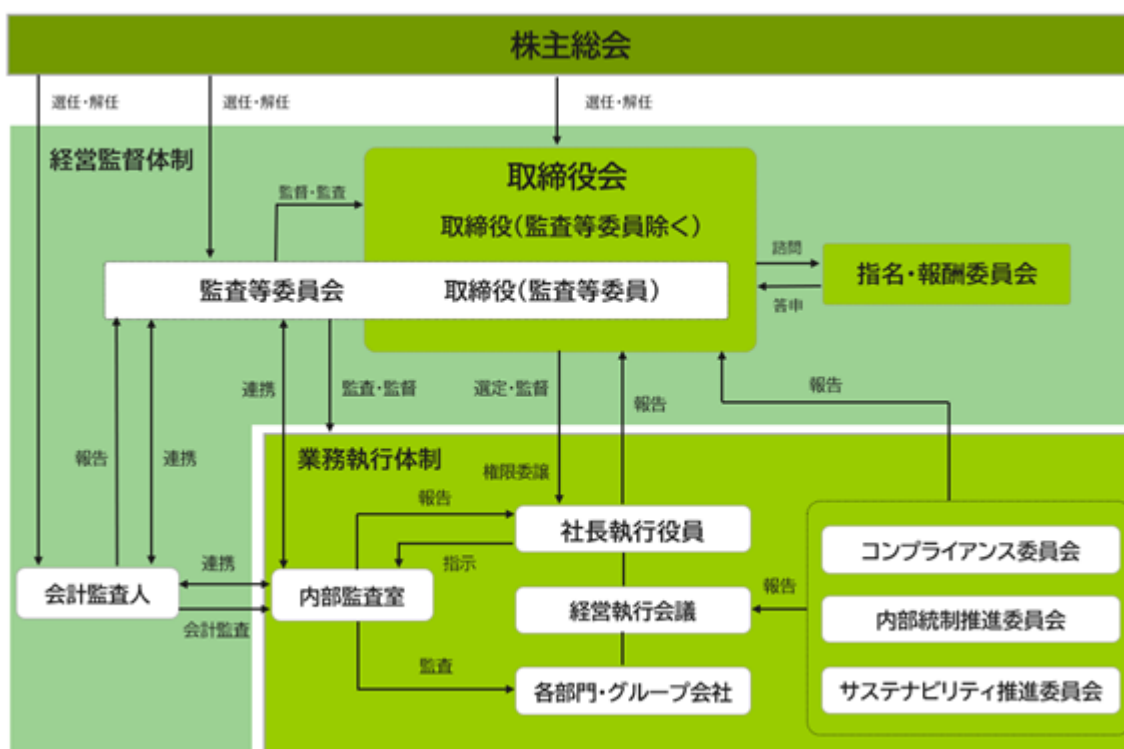 株主総会
選任・解任
選任・解任
選任・解任
経営監督体制
取締役会
監督・監査
取締役(監査等委員除く)
諮問
指名・報酬委員会
監査等委員会
取締役(監査等委員)
答申
連携
監査・監督
選定・監督
報告
報告
報告
連携
業務執行体制
権限委譲
報告
社長執行役員
コンプライアンス委員会
指示
連携
会計監査人
内部監査室
報告
経営執行会議
内部統制推進委員会
会計監査
監査
各部門・グループ会社
サステナビリティ推進委員会